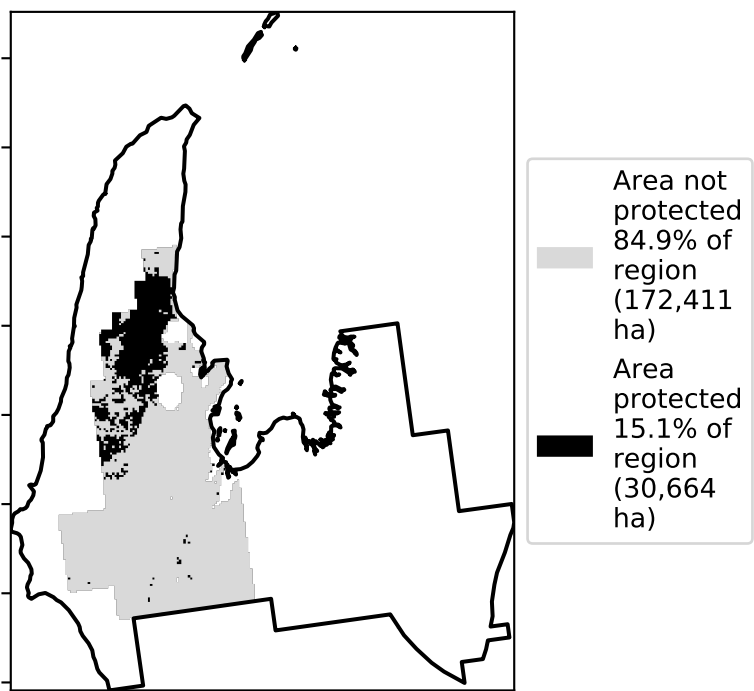 Area not
protected
84.9% of
region
(172,411
ha)
Area
protected
15.1% of
region
(30,664
ha)